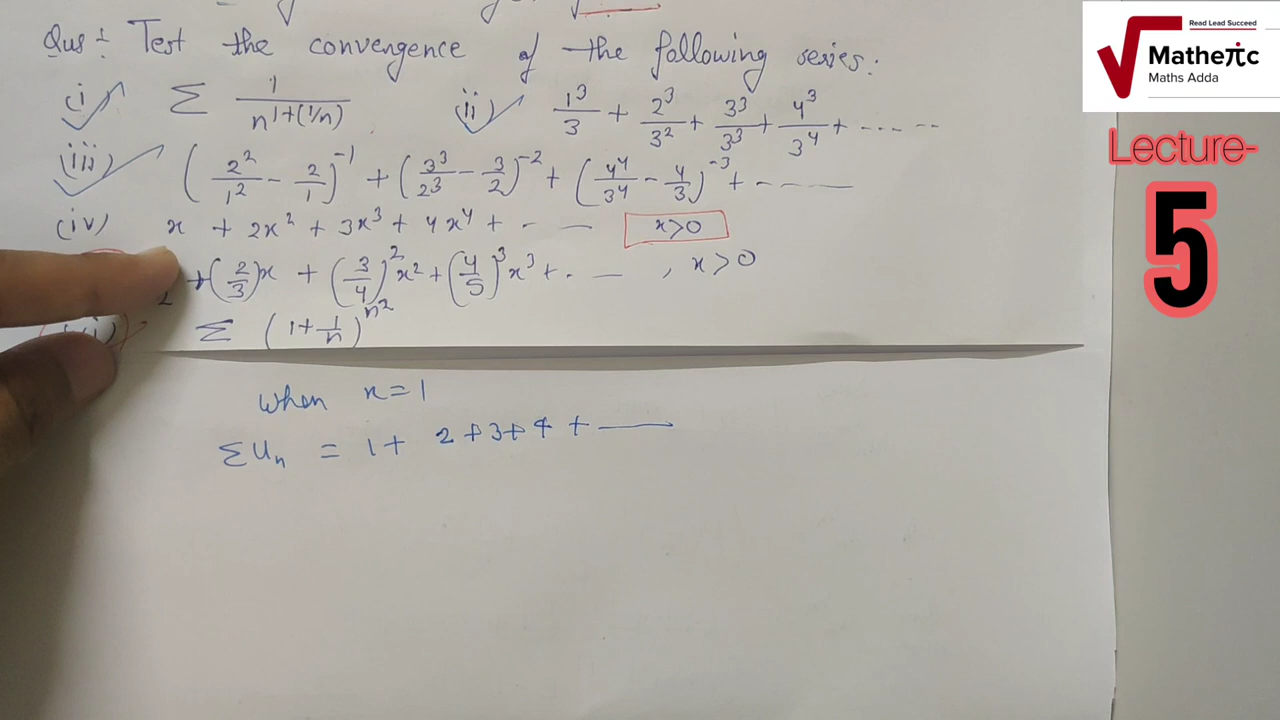 Qus: Test the convergence of the following series:
(i) Σ 1/n^(1+(1/n)) (ii) 1³/3 + 2³/3² + 3³/3³ + 4³/3⁴ + ......
(iii) (2²/1² - 2/1)⁻¹ + (3³/2³ - 3/2)⁻² + (4⁴/3⁴ - 4/3)⁻³ + ------
(iv) x + 2x² + 3x³ + 4x⁴ + - - — x>0
2 + (2/3)x + (3/4)²x² + (4/5)³x³ + . — , x>0
Σ (1+1/n)^n²
When x=1
ΣUn = 1+ 2+3+4+ ——
Read Lead Succeed
Matheπc
Maths Adda
Lecture-
5